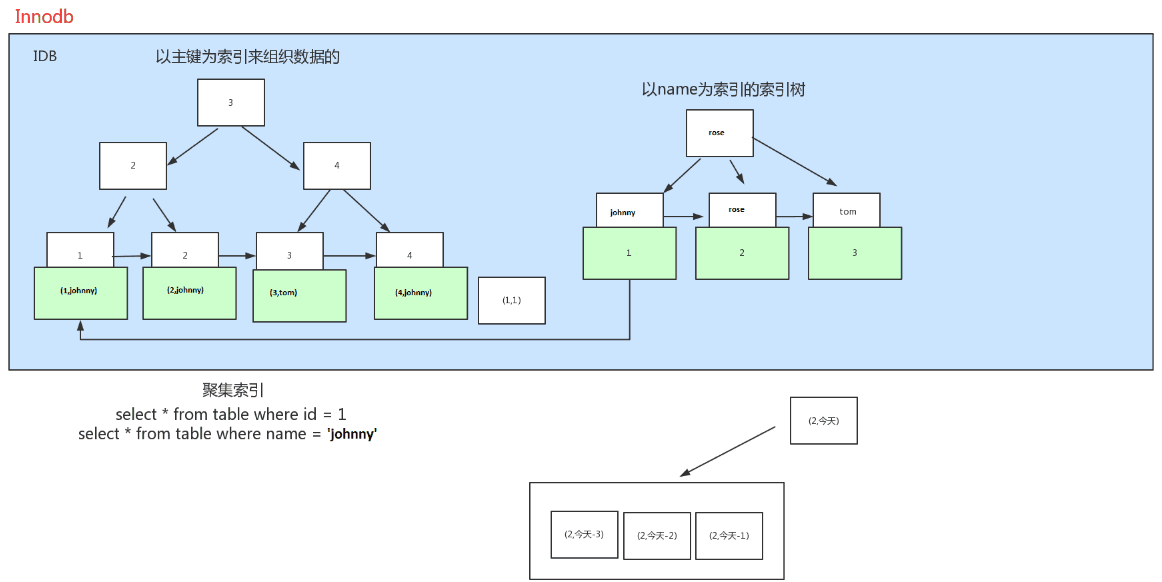 Innodb
IDB
以主键为索引来组织数据的
以name为索引的索引树
3
rose
2
4
johnny
rose
tom
1
2
3
4
1
2
3
(1,johnny)
(2,johnny)
(3,tom)
(4,johnny)
(1,1)
聚集索引
select * from table where id = 1
select * from table where name = 'johnny'
(2,今天)
(2,今天-3)
(2,今天-2)
(2,今天-1)